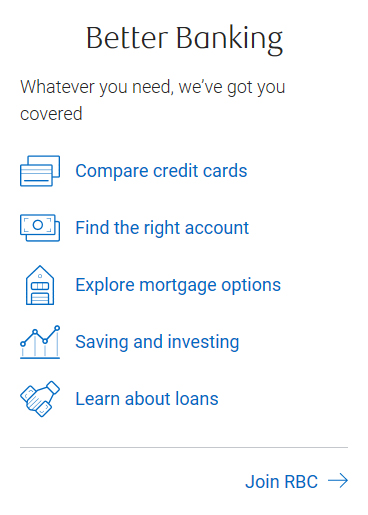 Better Banking
Whatever you need, we’ve got you
covered
Compare credit cards
Find the right account
Explore mortgage options
Saving and investing
Learn about loans
Join RBC